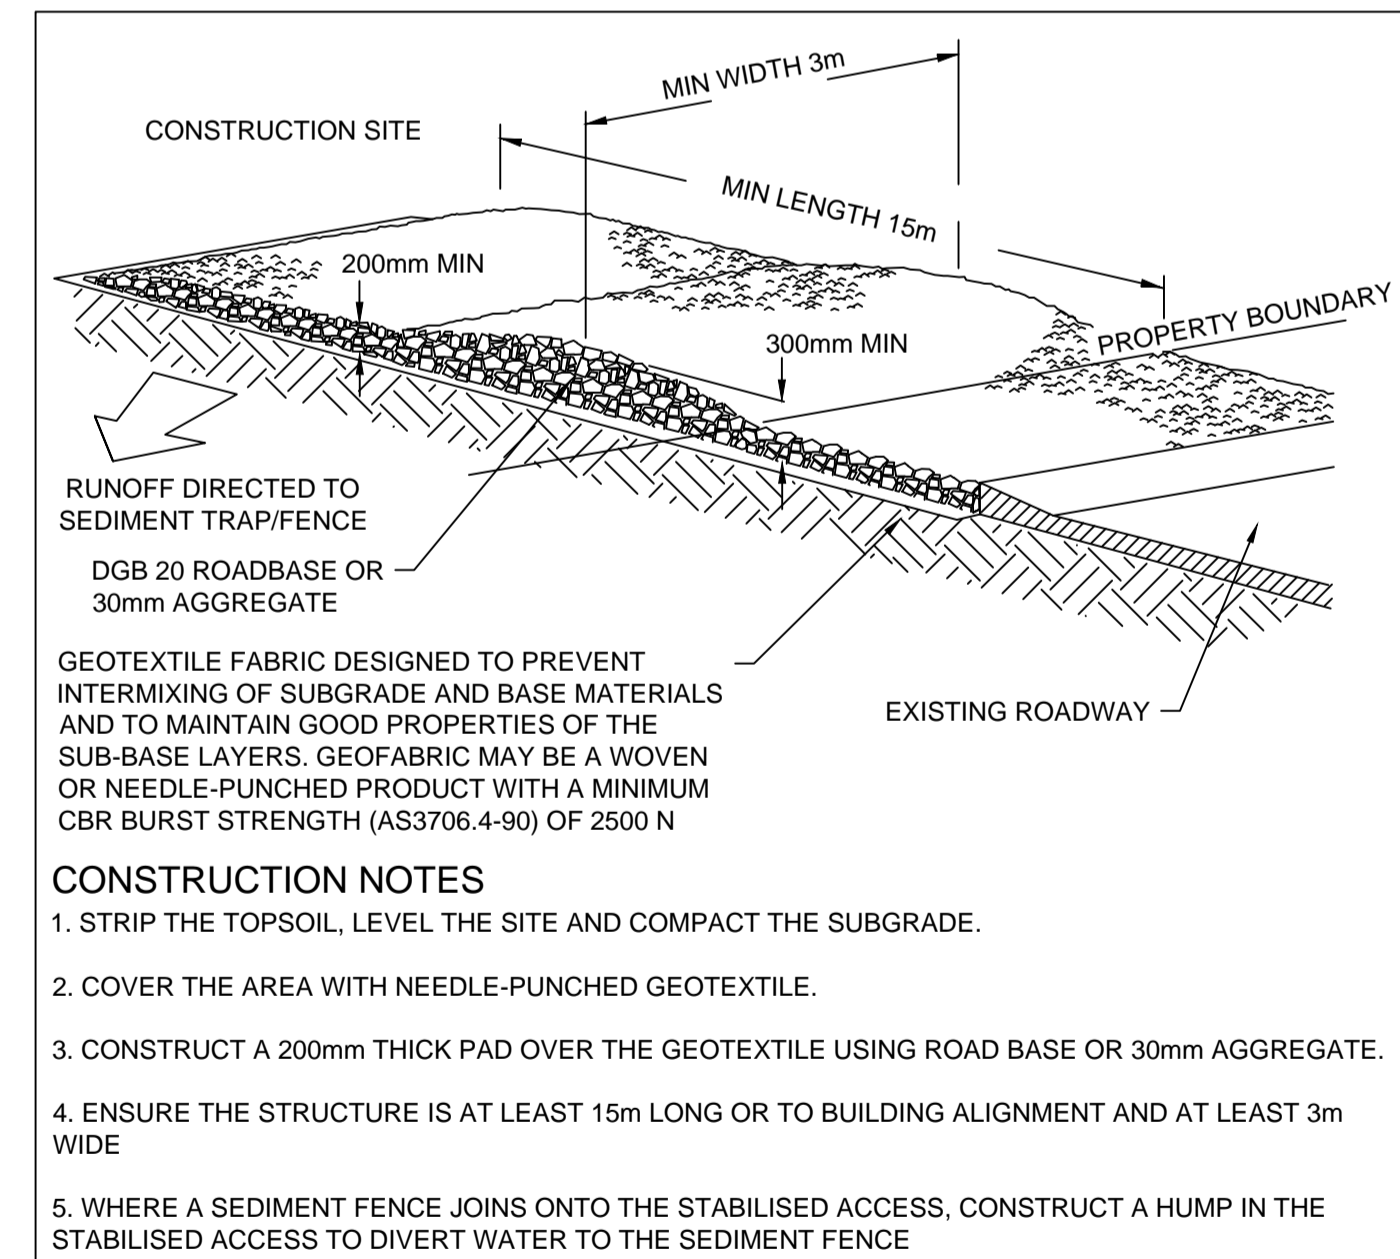 MIN WIDTH 3m
CONSTRUCTION SITE
MIN LENGTH 15m
200mm MIN
PROPERTY BOUNDARY
300mm MIN
RUNOFF DIRECTED TO
SEDIMENT TRAP/FENCE
DGB 20 ROADBASE OR
30mm AGGREGATE
GEOTEXTILE FABRIC DESIGNED TO PREVENT
INTERMIXING OF SUBGRADE AND BASE MATERIALS
AND TO MAINTAIN GOOD PROPERTIES OF THE
SUB-BASE LAYERS. GEOFABRIC MAY BE A WOVEN
OR NEEDLE-PUNCHED PRODUCT WITH A MINIMUM
CBR BURST STRENGTH (AS3706.4-90) OF 2500 N
EXISTING ROADWAY
CONSTRUCTION NOTES
1. STRIP THE TOPSOIL, LEVEL THE SITE AND COMPACT THE SUBGRADE.
2. COVER THE AREA WITH NEEDLE-PUNCHED GEOTEXTILE.
3. CONSTRUCT A 200mm THICK PAD OVER THE GEOTEXTILE USING ROAD BASE OR 30mm AGGREGATE.
4. ENSURE THE STRUCTURE IS AT LEAST 15m LONG OR TO BUILDING ALIGNMENT AND AT LEAST 3m
WIDE
5. WHERE A SEDIMENT FENCE JOINS ONTO THE STABILISED ACCESS, CONSTRUCT A HUMP IN THE
STABILISED ACCESS TO DIVERT WATER TO THE SEDIMENT FENCE